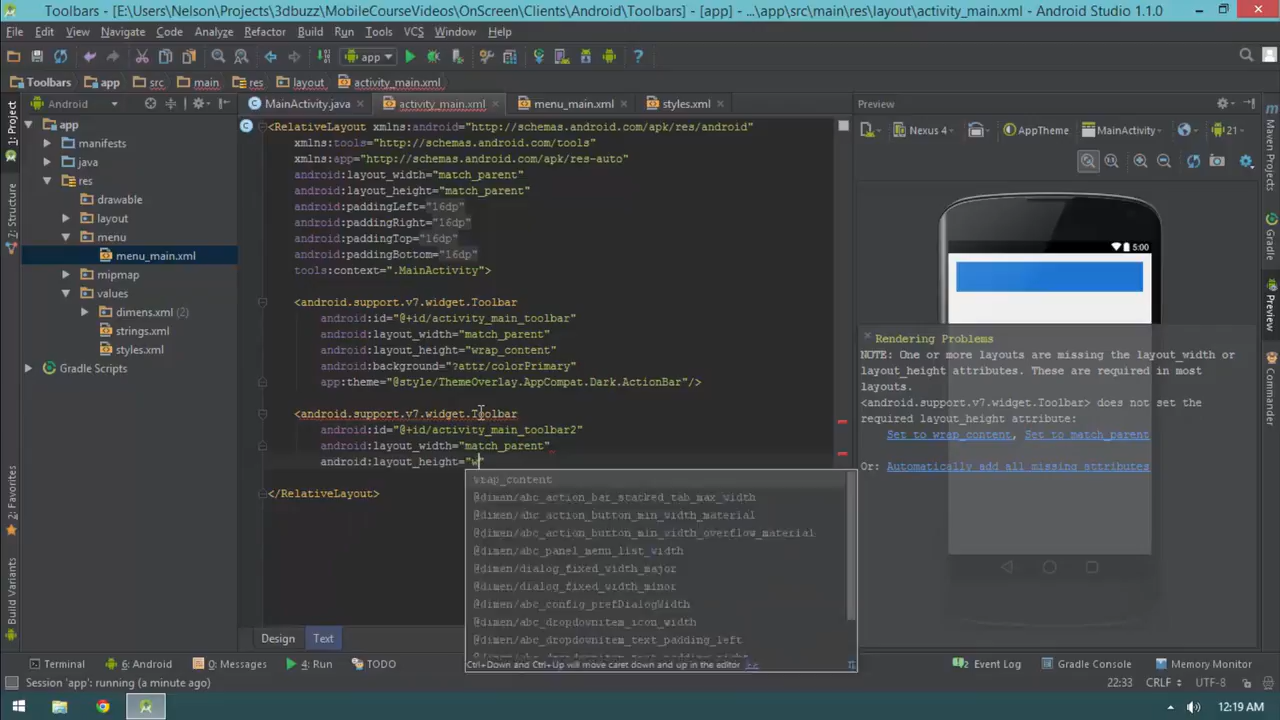 Toolbars - [E:\Users\Nelson\Projects\3dbuzz\MobileCourseVideos\OnScreen\Clients\Android\Toolbars] - [app] - ...\app\src\main\res\layout\activity_main.xml - Android Studio 1.1.0
File Edit View Navigate Code Analyze Refactor Build Run Tools VCS Window Help
app
Toolbars app src main res layout activity_main.xml
Android
MainActivity.java activity_main.xml menu_main.xml styles.xml
Preview
Nexus 4 AppTheme MainActivity 21
1: Project
7: Structure
2: Favorites
Build Variants
app
manifests
java
res
drawable
layout
menu
menu_main.xml
mipmap
values
dimens.xml (2)
strings.xml
styles.xml
Gradle Scripts
<RelativeLayout xmlns:android="http://schemas.android.com/apk/res/android"
xmlns:tools="http://schemas.android.com/tools"
xmlns:app="http://schemas.android.com/apk/res-auto"
android:layout_width="match_parent"
android:layout_height="match_parent"
android:paddingLeft="16dp"
android:paddingRight="16dp"
android:paddingTop="16dp"
android:paddingBottom="16dp"
tools:context=".MainActivity">
<android.support.v7.widget.Toolbar
android:id="@+id/activity_main_toolbar"
android:layout_width="match_parent"
android:layout_height="wrap_content"
android:background="?attr/colorPrimary"
app:theme="@style/ThemeOverlay.AppCompat.Dark.ActionBar"/>
<android.support.v7.widget.Toolbar
android:id="@+id/activity_main_toolbar2"
android:layout_width="match_parent"
android:layout_height="w"
</RelativeLayout>
wrap_content
@dimen/abc_action_bar_stacked_tab_max_width
@dimen/abc_action_button_min_width_material
@dimen/abc_action_button_min_width_overflow_material
@dimen/abc_panel_menu_list_width
@dimen/dialog_fixed_width_major
@dimen/dialog_fixed_width_minor
@dimen/abc_config_prefDialogWidth
@dimen/abc_dropdownitem_icon_width
@dimen/abc_dropdownitem_text_padding_left
Ctrl+Down and Ctrl+Up will move caret down and up in the editor >>
5:00
Rendering Problems
NOTE: One or more layouts are missing the layout_width or
layout_height attributes. These are required in most
layouts.
<android.support.v7.widget.Toolbar> does not set the
required layout_height attribute:
Set to wrap_content, Set to match_parent
Or: Automatically add all missing attributes
Maven Projects
Gradle
Preview
Commander
Design Text
Terminal 6: Android 0: Messages 4: Run TODO Event Log Gradle Console Memory Monitor
Session 'app': running (a minute ago) 22:33 CRLF UTF-8
12:19 AM